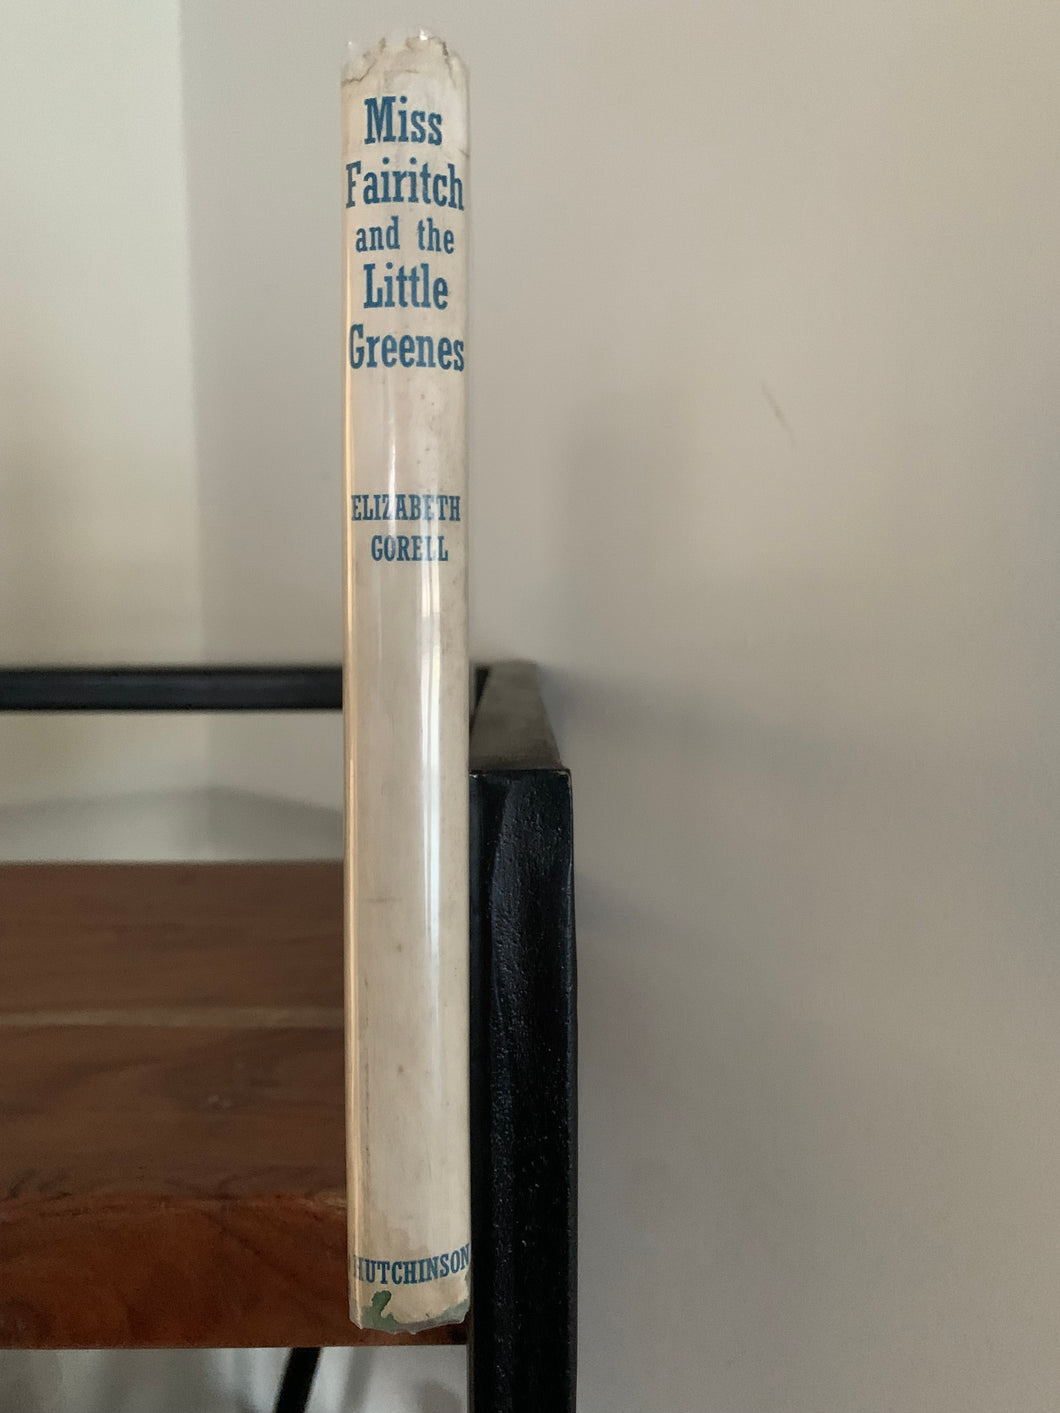 Miss
Fairitch
and the
Little
Greenes
ELIZABETH
GORELL
HUTCHINSON